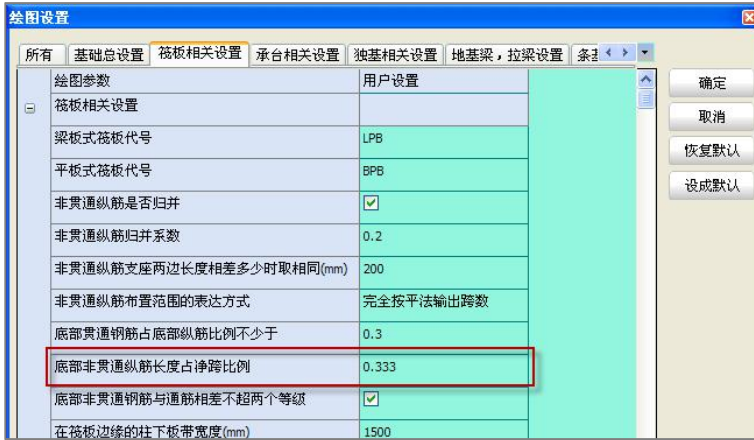 绘图设置
所有 基础总设置 筏板相关设置 承台相关设置 独基相关设置 地基梁，拉梁设置
绘图参数 用户设置 确定
筏板相关设置
取消
梁板式筏板代号 LPB
恢复默认
平板式筏板代号 BPB
设成默认
非贯通纵筋是否归并
非贯通纵筋归并系数 0.2
非贯通纵筋支座两边长度相差多少时取相同(mm) 200
非贯通纵筋布置范围的表达方式 完全按平法输出跨数
底部贯通钢筋占底部纵筋比例不少于 0.3
底部非贯通纵筋长度占诤跨比例 0.333
底部非贯通钢筋与通筋相差不超两个等级
在筏板边缘的柱下板带宽度(mm) 1500